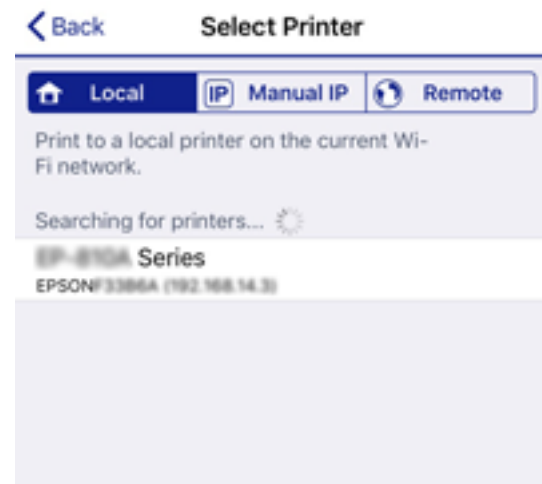 Back Select Printer
Local IP Manual IP Remote
Print to a local printer on the current Wi-
Fi network.
Searching for printers...
Series
EPSON